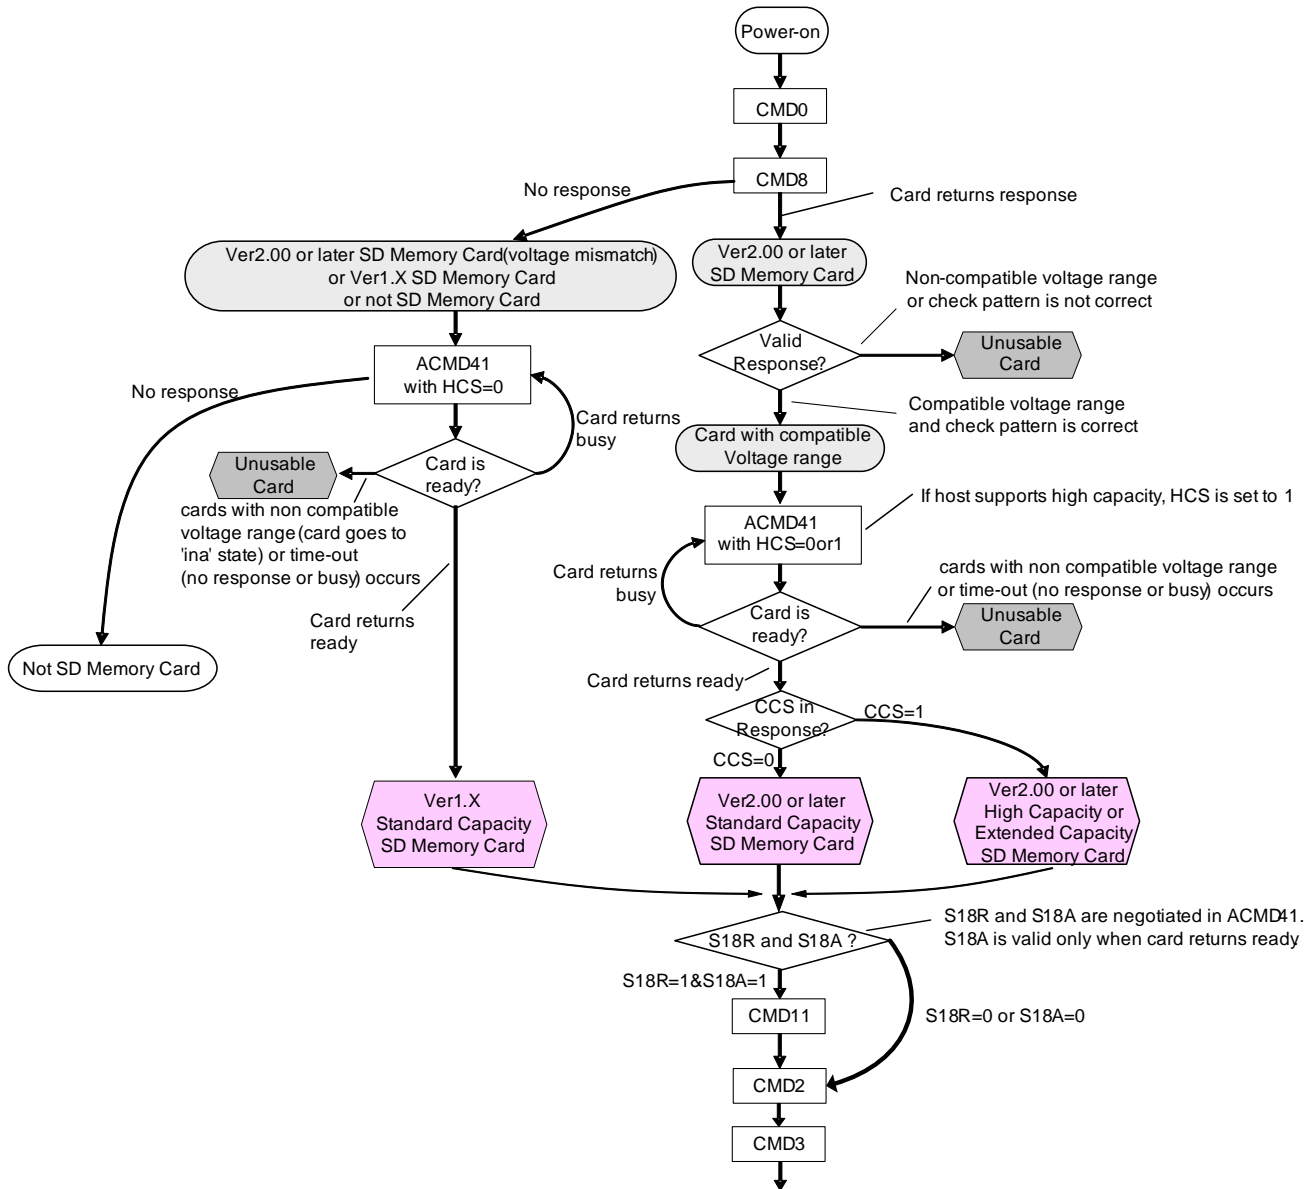 Power-on
CMD0
CMD8
No response
Card returns response
Ver2.00 or later SD Memory Card(voltage mismatch)
or Ver1.X SD Memory Card
or not SD Memory Card
Ver2.00 or later
SD Memory Card
Non-compatible voltage range
or check pattern is not correct
Valid
Response?
Unusable
Card
ACMD41
with HCS=0
No response
Card returns
busy
Compatible voltage range
and check pattern is correct
Card with compatible
Voltage range
Card is
ready?
Unusable
Card
cards with non compatible
voltage range (card goes to
'ina' state) or time-out
(no response or busy) occurs
If host supports high capacity, HCS is set to 1
ACMD41
with HCS=0or1
Card returns
busy
cards with non compatible voltage range
or time-out (no response or busy) occurs
Card is
ready?
Unusable
Card
Card returns
ready
Not SD Memory Card
Card returns ready
CCS in
Response?
CCS=1
CCS=0
Ver1.X
Standard Capacity
SD Memory Card
Ver2.00 or later
Standard Capacity
SD Memory Card
Ver2.00 or later
High Capacity or
Extended Capacity
SD Memory Card
S18R and S18A ?
S18R and S18A are negotiated in ACMD41.
S18A is valid only when card returns ready.
S18R=1&S18A=1
S18R=0 or S18A=0
CMD11
CMD2
CMD3